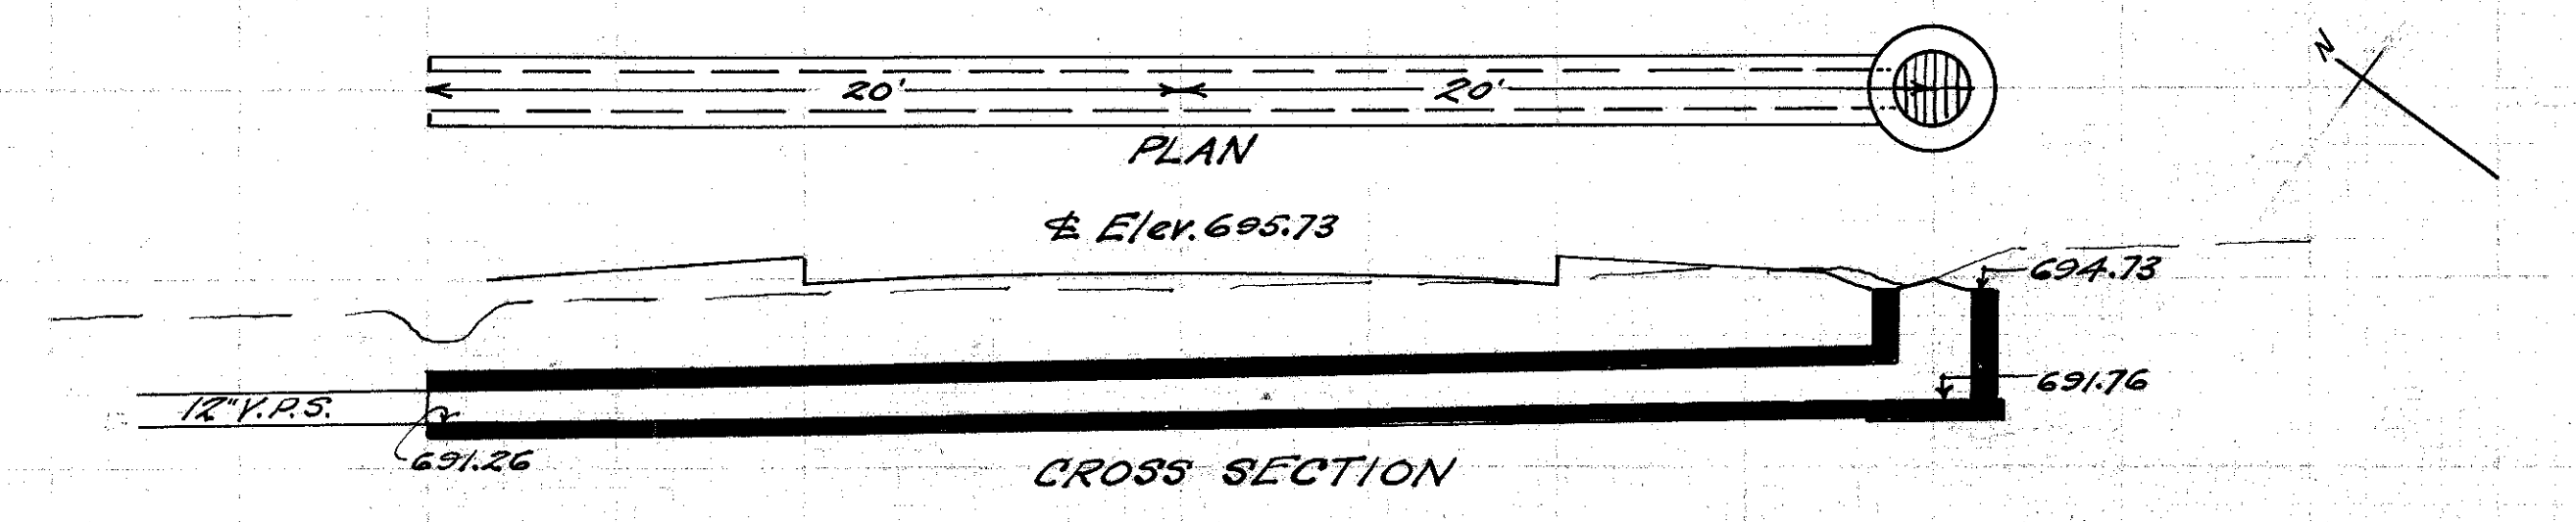 20' 20'
N
PLAN
℄ Elev. 695.73
694.73
691.76
12" V.P.S.
691.26
CROSS SECTION